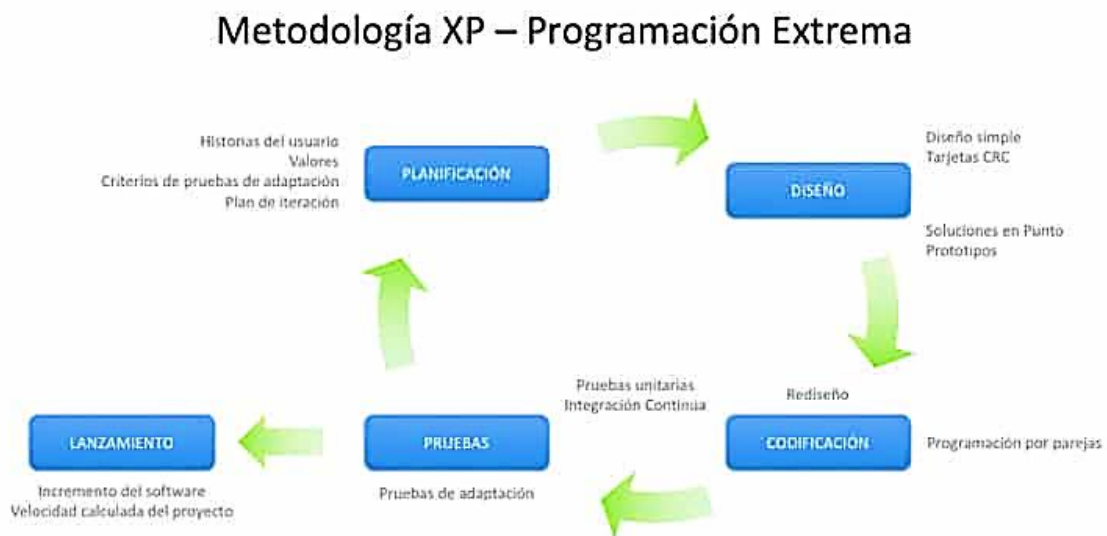 Metodología XP – Programación Extrema
Historias del usuario
Valores
Criterios de pruebas de adaptación
Plan de iteración
PLANIFICACIÓN
DISEÑO
Diseño simple
Tarjetas CRC
Soluciones en Punto
Prototipos
Rediseño
CODIFICACIÓN
Programación por parejas
Pruebas unitarias
Integración Continua
PRUEBAS
Pruebas de adaptación
LANZAMIENTO
Incremento del software
Velocidad calculada del proyecto